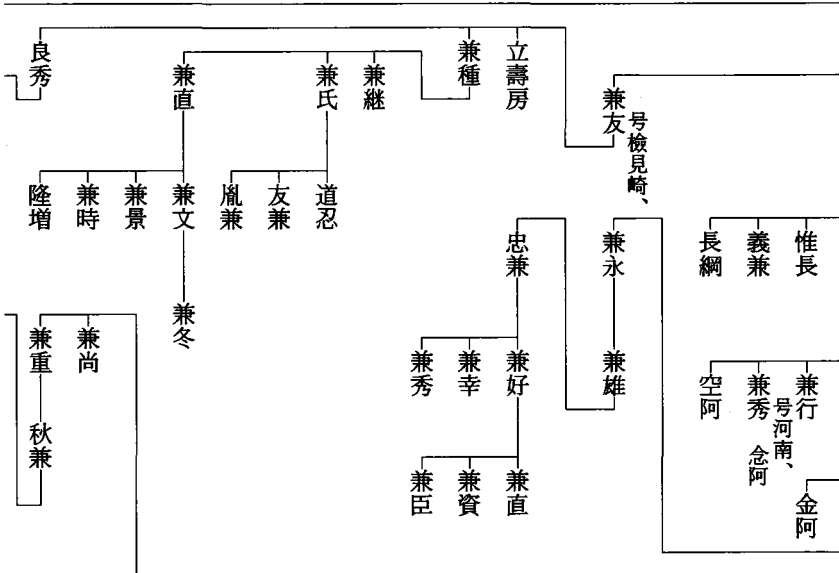 惟長
義兼
長綱
兼行
号河南、
兼秀 念阿
空阿
金阿
兼友
号檢見崎、
立壽房
兼種
良秀
兼継
兼氏
兼直
道忍
友兼
胤兼
兼文
兼景
兼時
隆増
兼冬
兼永
兼雄
忠兼
兼好
兼幸
兼秀
兼直
兼資
兼臣
兼尚
兼重
秋兼